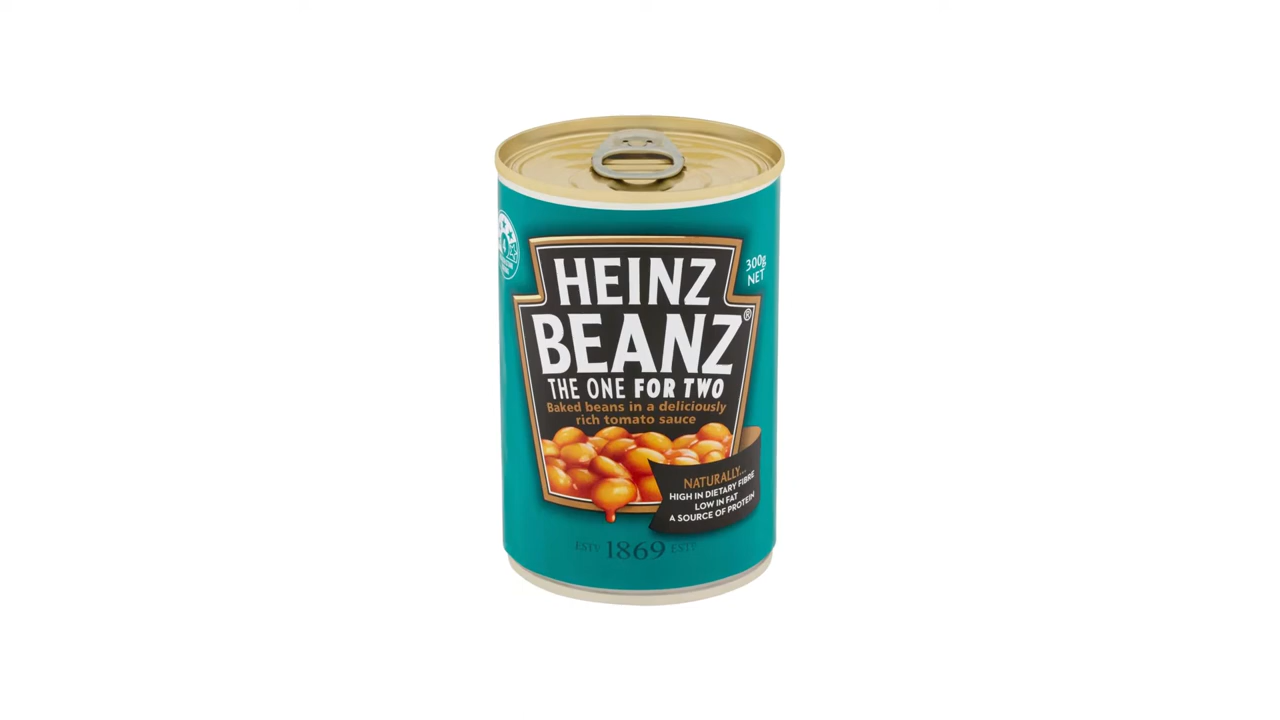 300g
NET
HEINZ
BEANZ®
THE ONE FOR TWO
Baked beans in a deliciously
rich tomato sauce
NATURALLY...
HIGH IN DIETARY FIBRE
LOW IN FAT
A SOURCE OF PROTEIN
ESTD 1869 ESTD